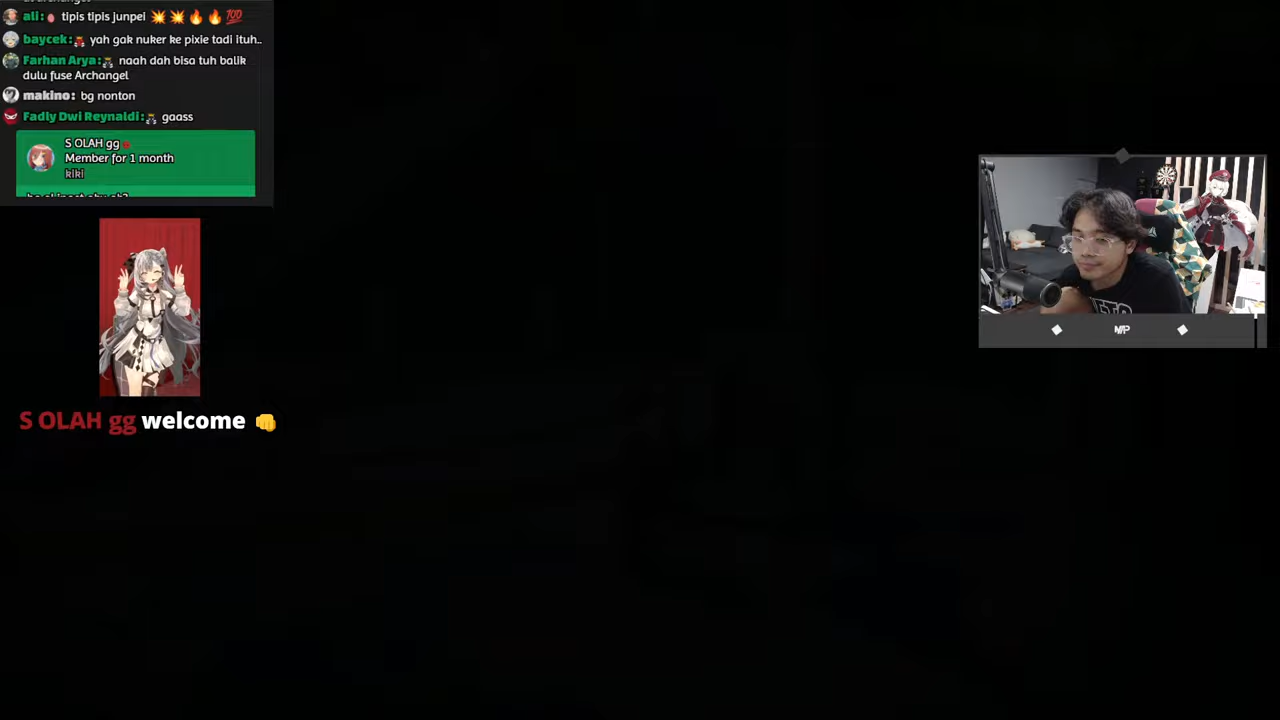 ali: tipis tipis junpei 💥💥🔥🔥💯
baycek: yah gak nuker ke pixie tadi ituh..
Farhan Arya: naah dah bisa tuh balik
dulu fuse Archangel
makino: bg nonton
Fadly Dwi Reynaldi: gaass
S OLAH gg
Member for 1 month
kiki
S OLAH gg welcome 👊